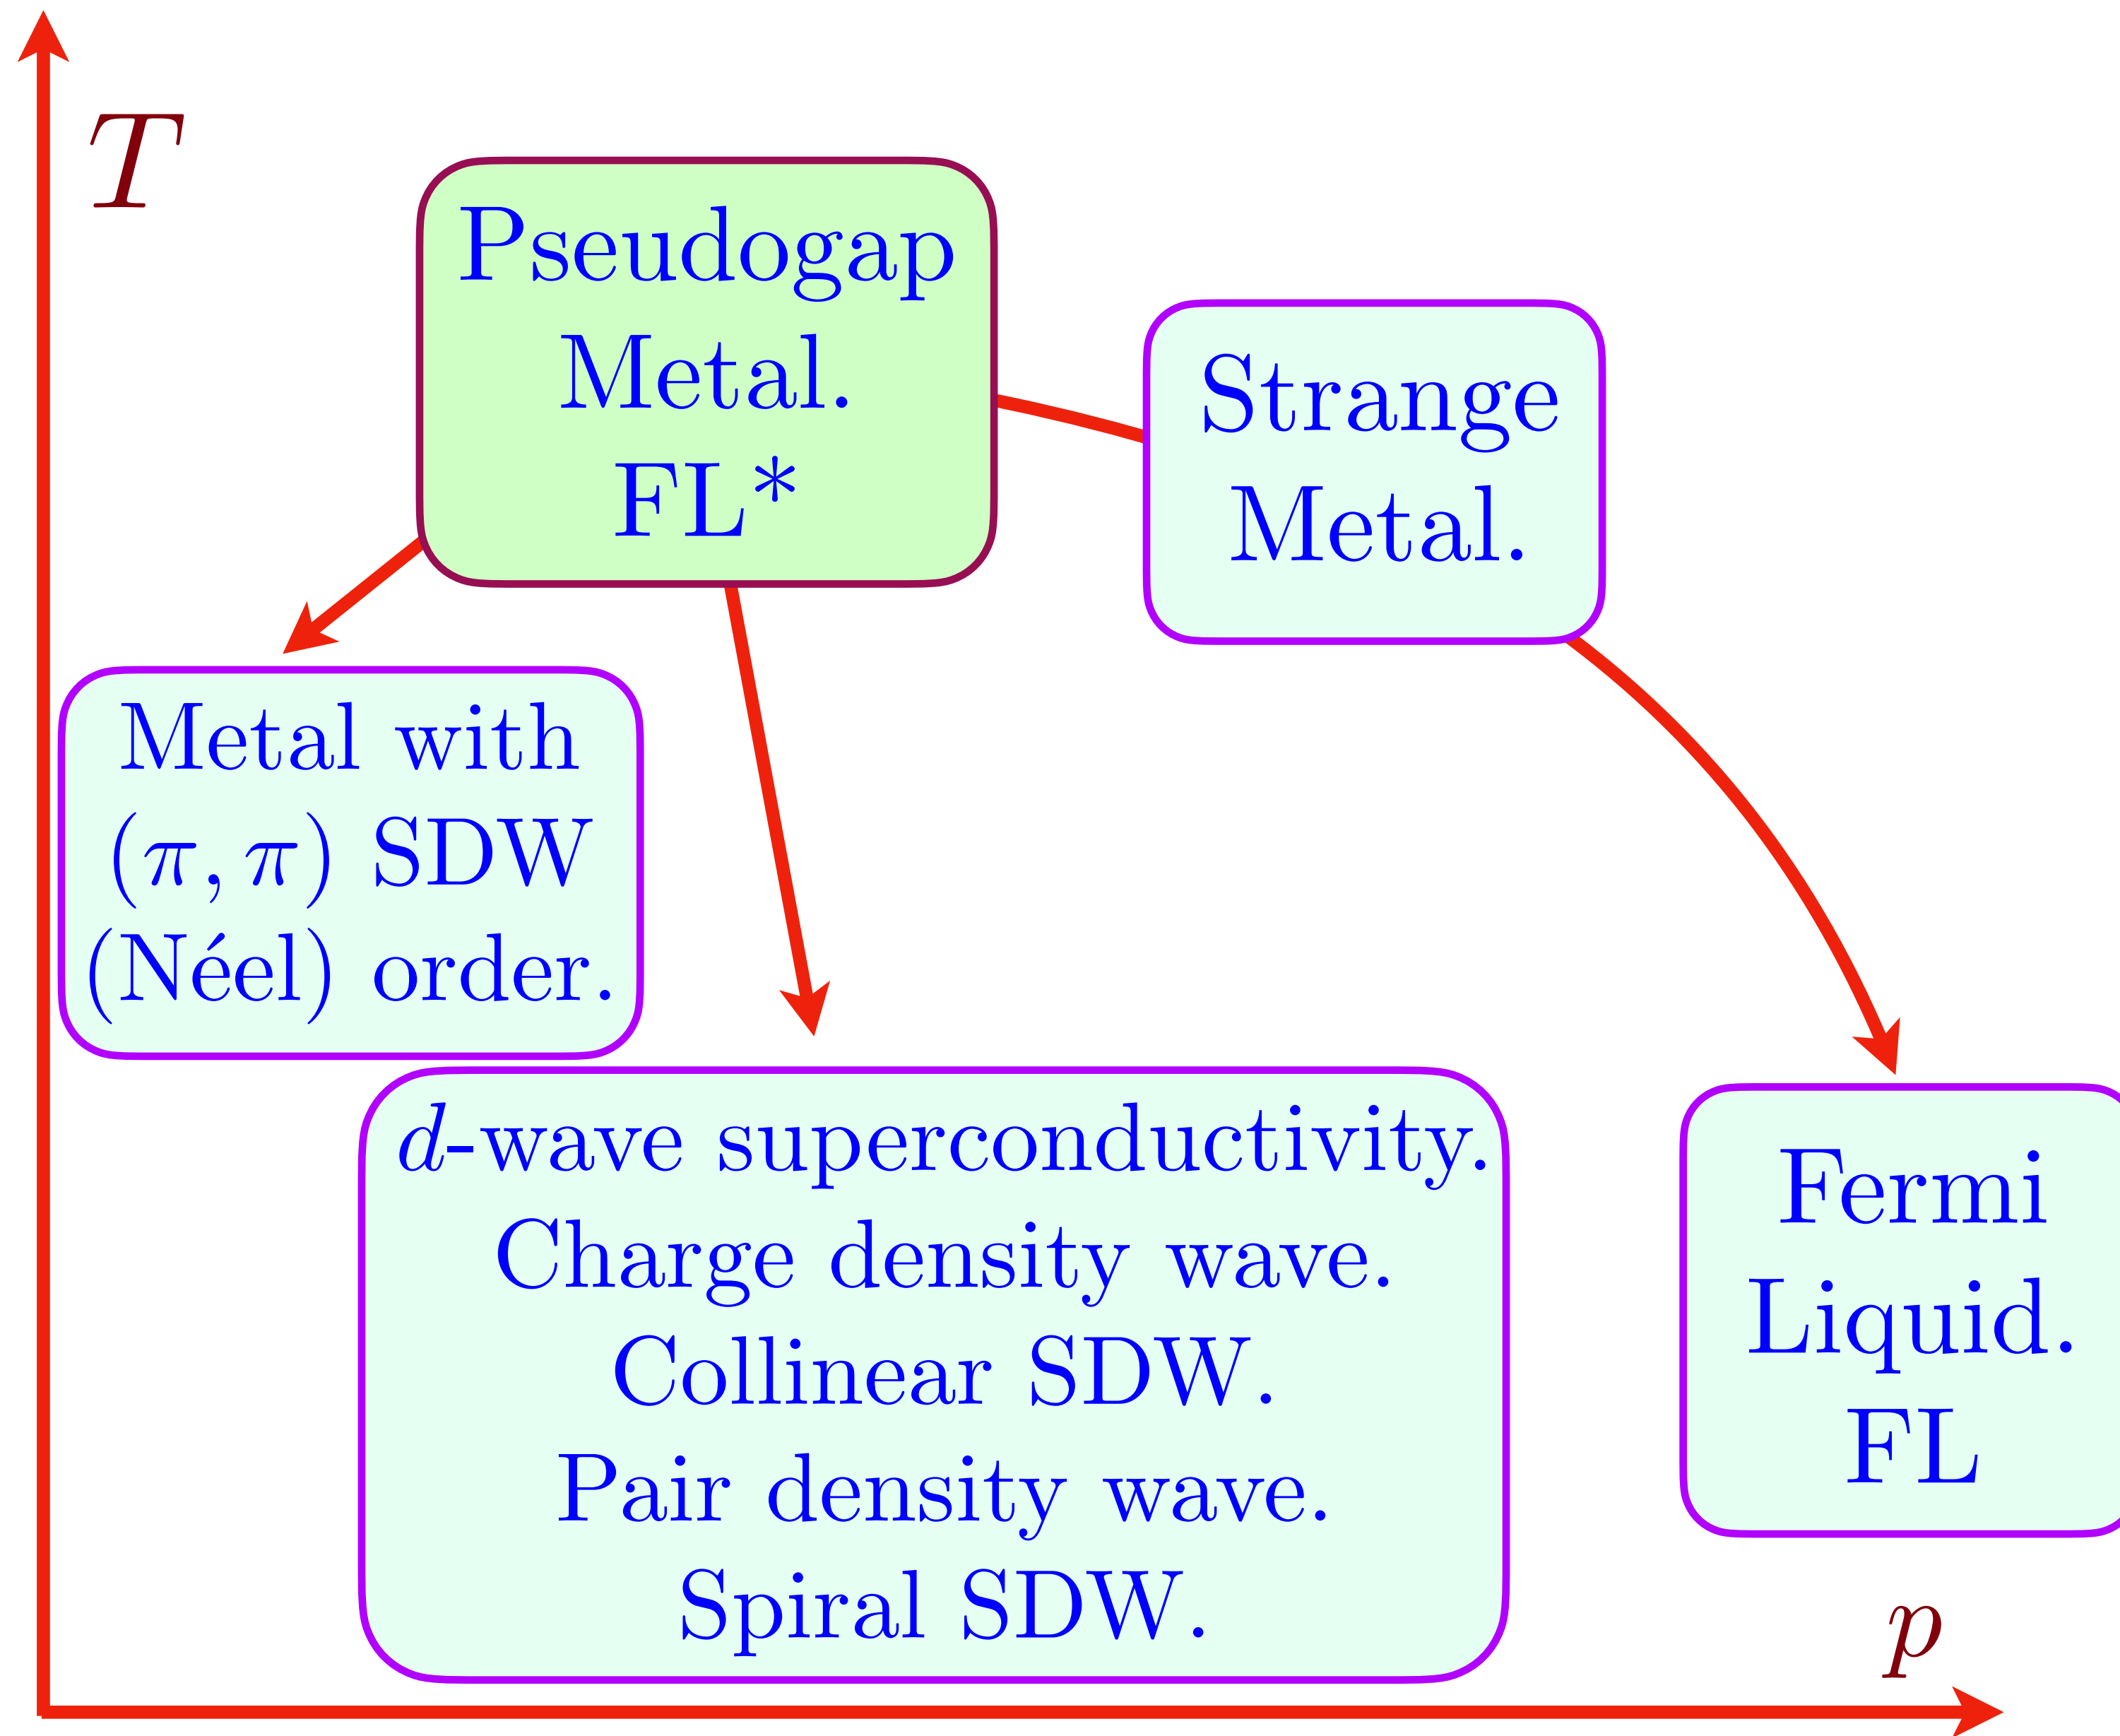 T
Pseudogap
Metal.
FL*
Strange
Metal.
Metal with
(π, π) SDW
(Néel) order.
d-wave superconductivity.
Charge density wave.
Collinear SDW.
Pair density wave.
Spiral SDW.
Fermi
Liquid.
FL
p